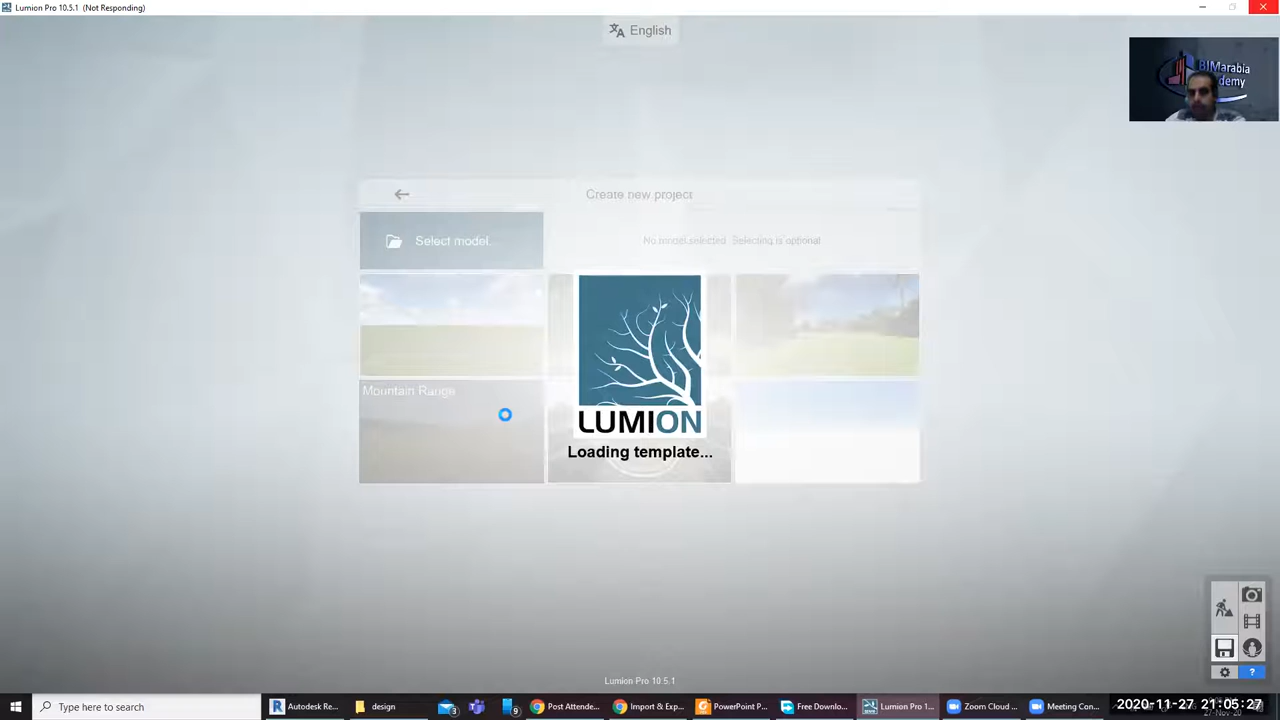 Lumion Pro 10.5.1 (Not Responding)
English
BIMarabia
demy
Create new project
Select model...
No model selected. Selecting is optional
Mountain Range
LUMION
Loading template...
Lumion Pro 10.5.1
?
Type here to search
Autodesk Re...
design
3
9
Post Attende...
Import & Exp...
PowerPoint P...
Free Downlo...
Lumion Pro 1...
Zoom Cloud ...
Meeting Con...
2020-11-27 21:05:27